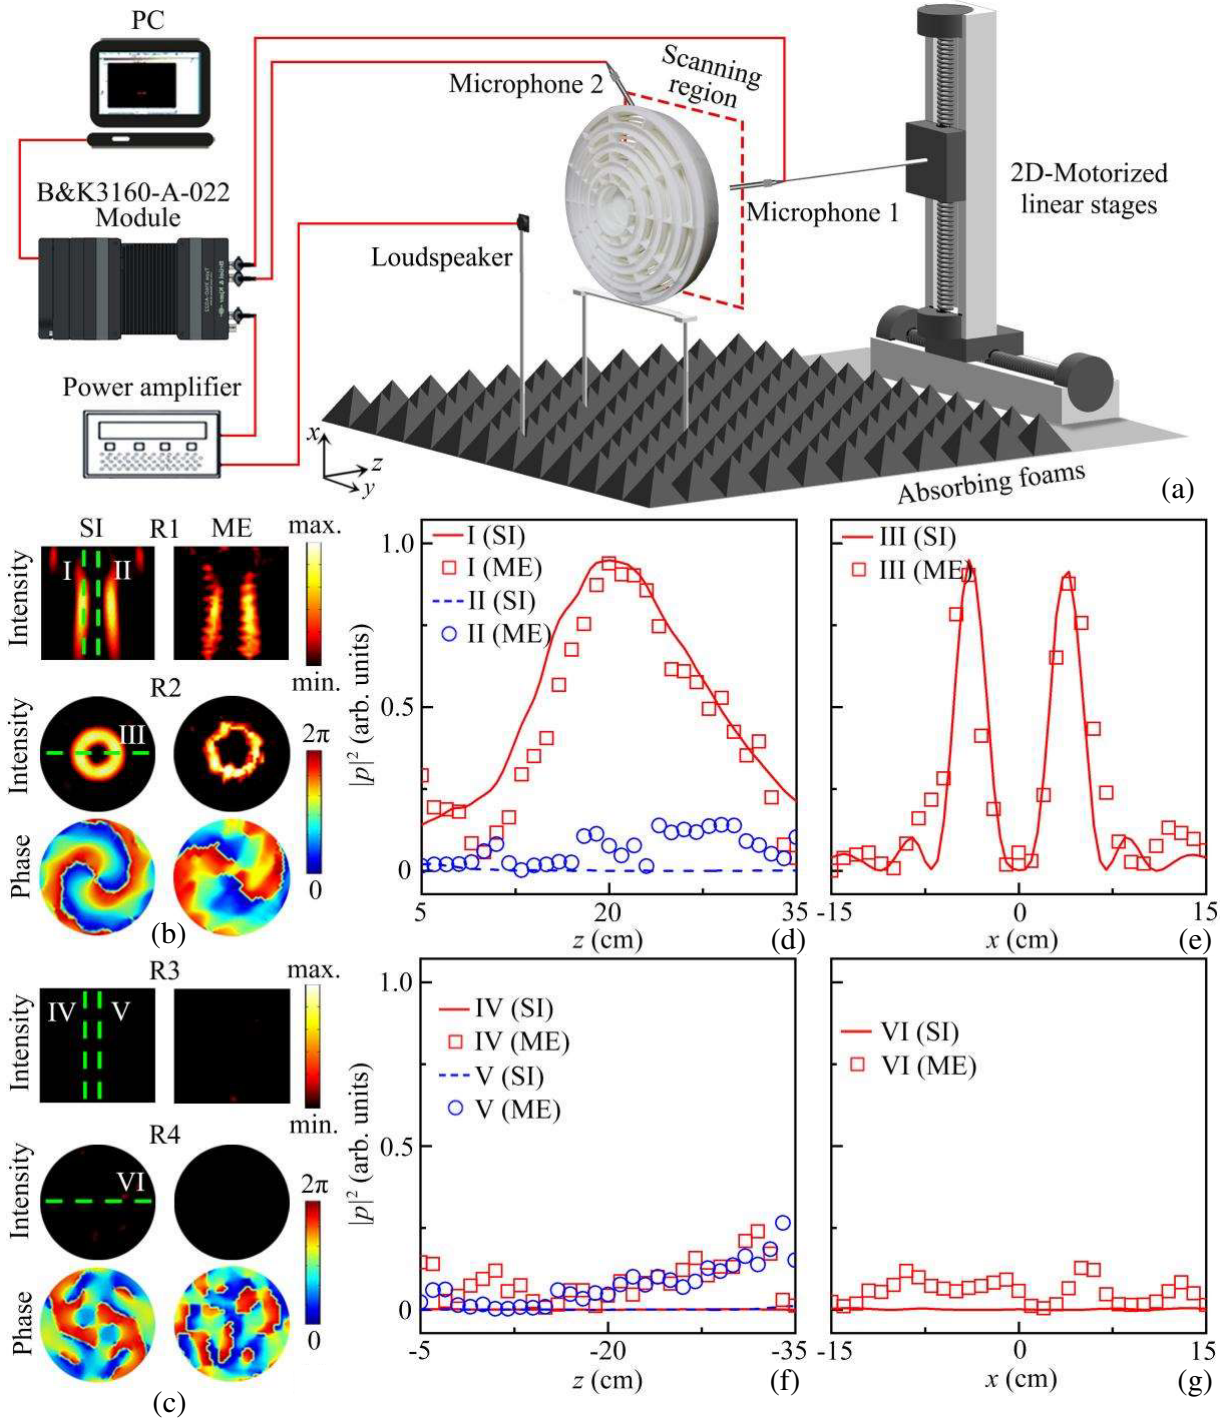 PC
Scanning
region
Microphone 2
B&K3160-A-022
Module
Microphone 1
2D-Motorized
linear stages
Loudspeaker
Power amplifier
x
z
y
Absorbing foams
(a)
SI
R1
ME
max.
Intensity
I
II
min.
R2
Intensity
III
2π
Phase
0
(b)
|p|² (arb. units)
1.0
0.5
0
I (SI)
I (ME)
II (SI)
II (ME)
5
20
35
z (cm)
(d)
III (SI)
III (ME)
-15
0
15
x (cm)
(e)
R3
max.
Intensity
IV
V
min.
R4
Intensity
VI
2π
Phase
0
(c)
|p|² (arb. units)
1.0
0.5
0
IV (SI)
IV (ME)
V (SI)
V (ME)
-5
-20
-35
z (cm)
(f)
VI (SI)
VI (ME)
-15
0
15
x (cm)
(g)